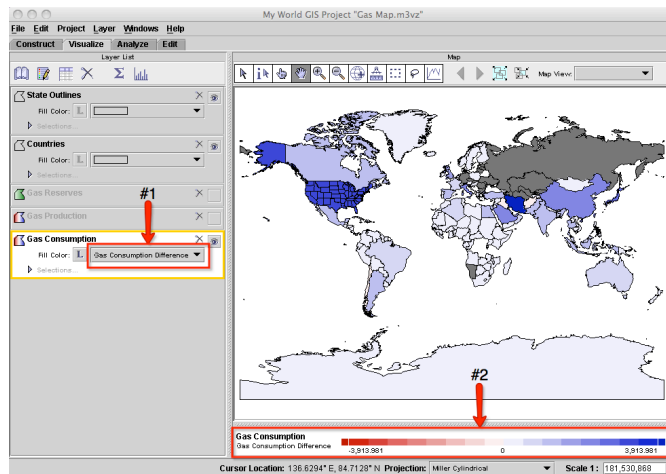 My World GIS Project "Gas Map.m3vz"
File Edit Project Layer Windows Help
Construct Visualize Analyze Edit
Layer List
Map
Map View:
State Outlines
Fill Color: L
Selections...
Countries
Fill Color: L
Selections...
Gas Reserves
#1
Gas Production
Gas Consumption
Fill Color: L Gas Consumption Difference
Selections...
#2
Gas Consumption
Gas Consumption Difference
-3,913.981 0 3,913.981
Cursor Location: 136.6294° E, 84.7128° N Projection: Miller Cylindrical Scale 1: 181,530,868